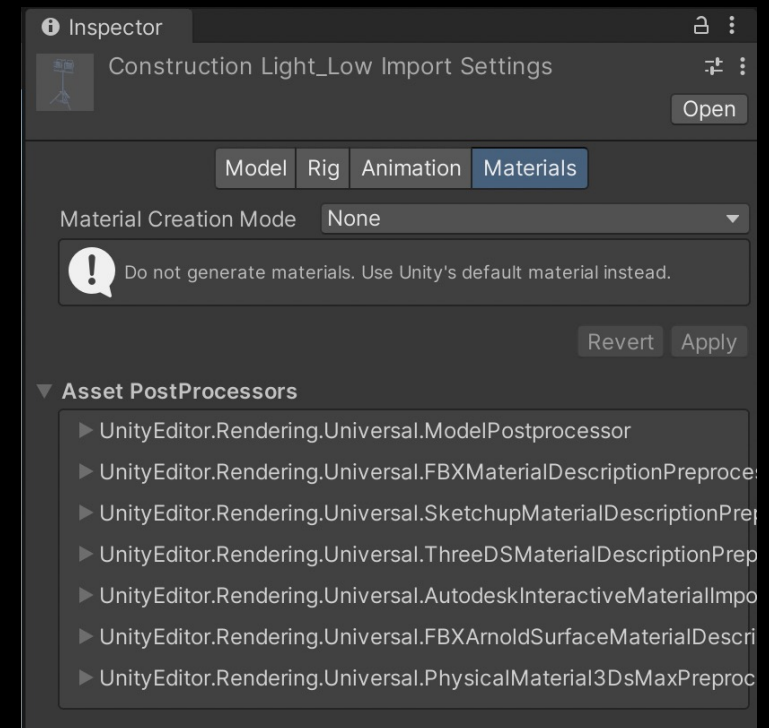 Inspector
Construction Light_Low Import Settings
Open
Model Rig Animation Materials
Material Creation Mode None
Do not generate materials. Use Unity's default material instead.
Revert Apply
Asset PostProcessors
UnityEditor.Rendering.Universal.ModelPostprocessor
UnityEditor.Rendering.Universal.FBXMaterialDescriptionPreproces
UnityEditor.Rendering.Universal.SketchupMaterialDescriptionPrep
UnityEditor.Rendering.Universal.ThreeDSMaterialDescriptionPrep
UnityEditor.Rendering.Universal.AutodeskInteractiveMaterialImpo
UnityEditor.Rendering.Universal.FBXArnoldSurfaceMaterialDescri
UnityEditor.Rendering.Universal.PhysicalMaterial3DsMaxPreproc